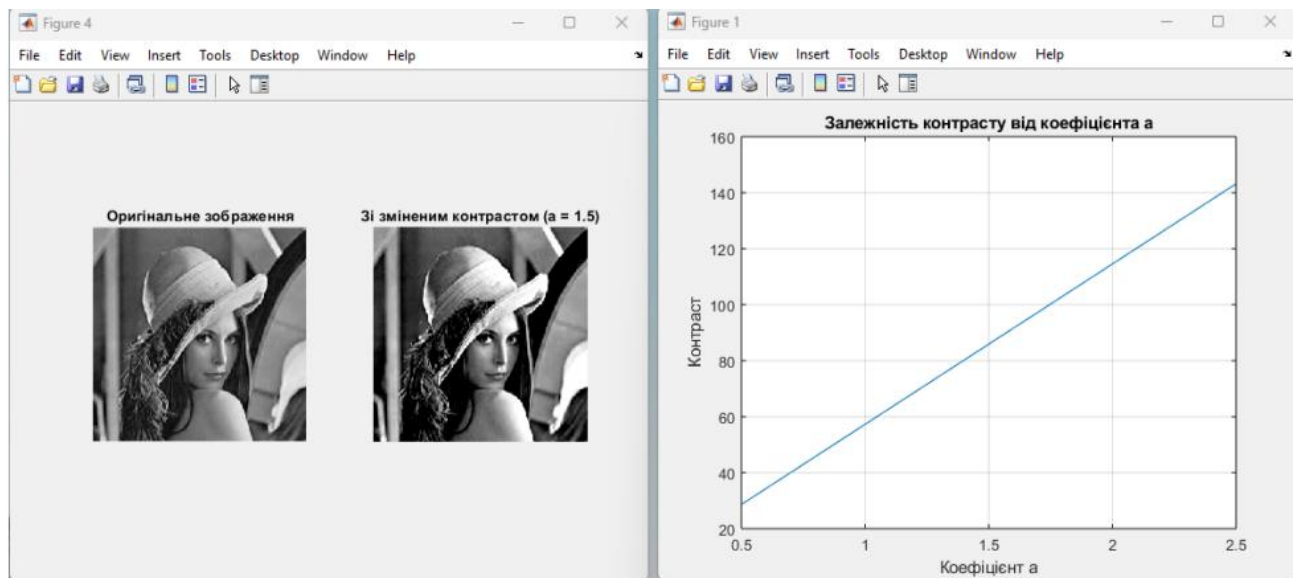 Figure 4
File Edit View Insert Tools Desktop Window Help
Оригінальне зображення
Зі зміненим контрастом (a = 1.5)
Figure 1
File Edit View Insert Tools Desktop Window Help
Залежність контрасту від коефіцієнта a
160
140
120
100
80
60
40
20
Контраст
0.5 1 1.5 2 2.5
Коефіцієнт a